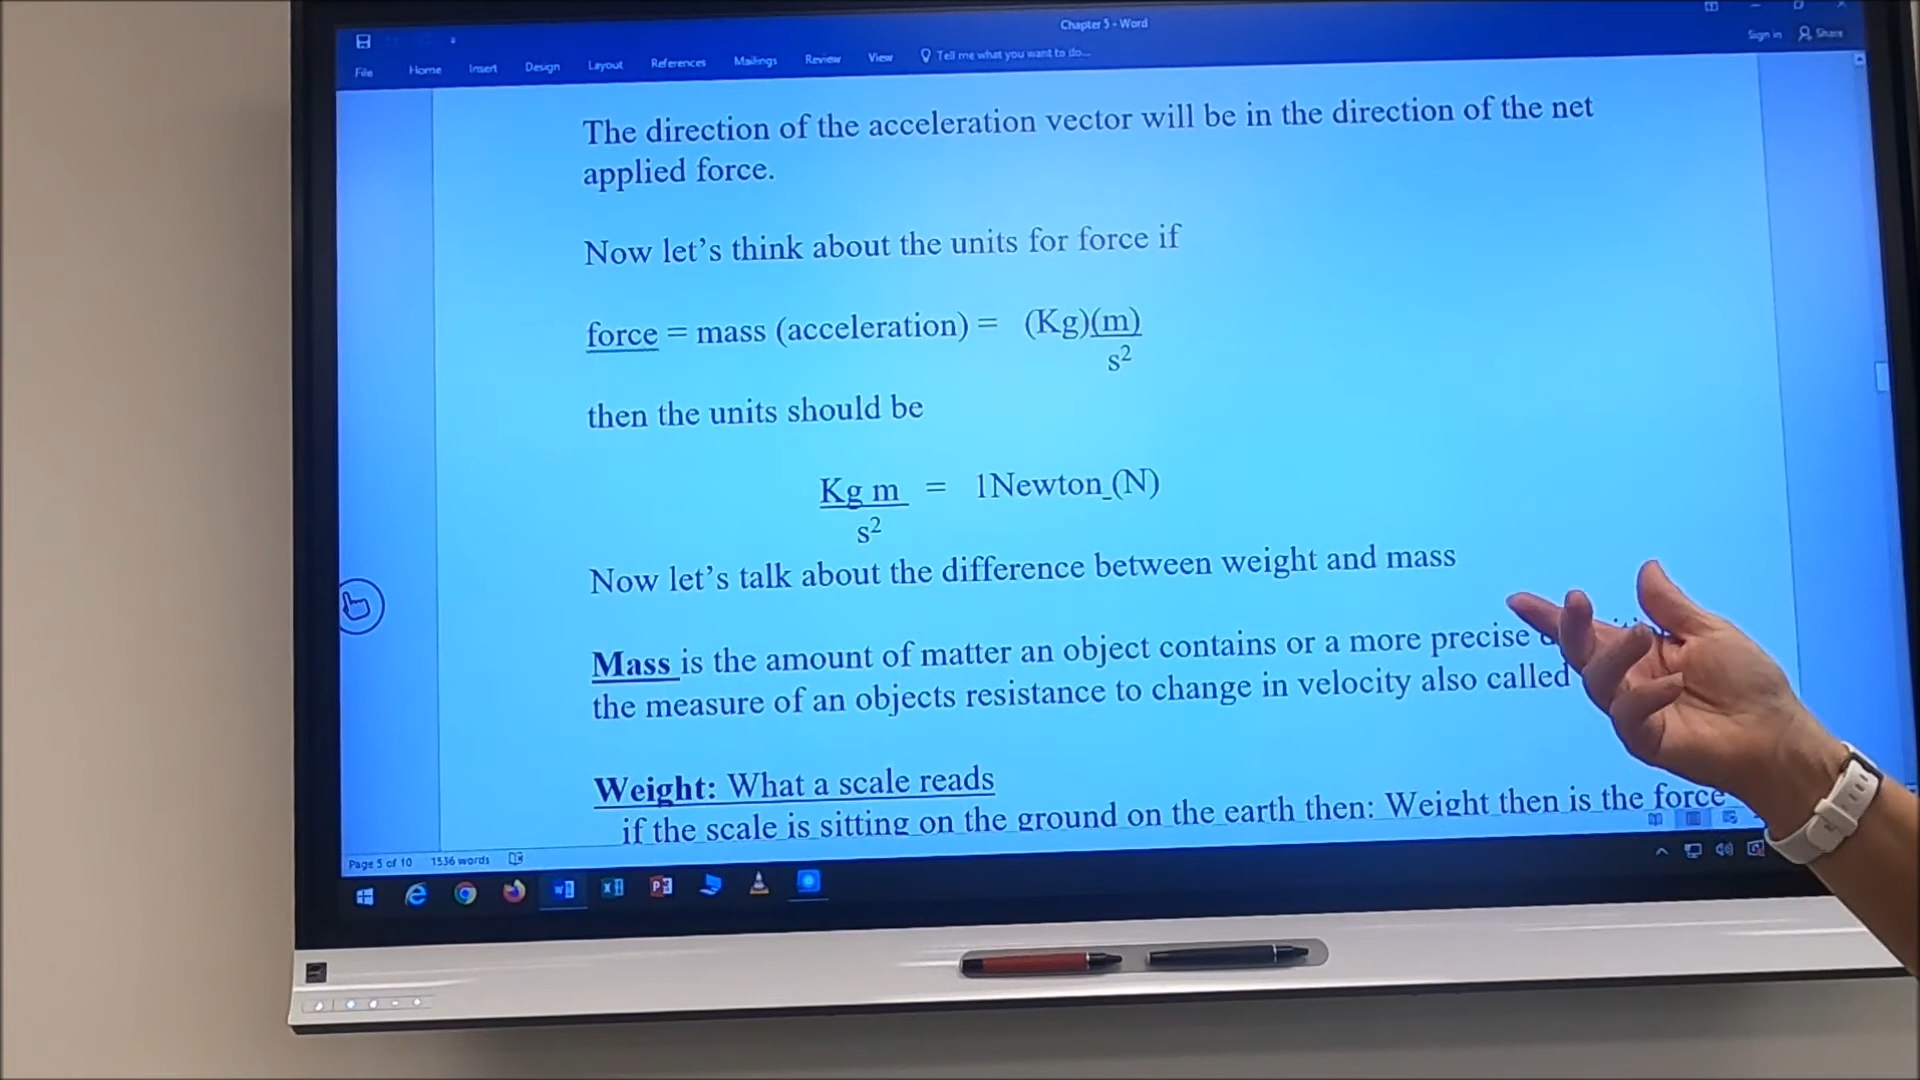 Chapter 5 - Word
Sign in Share
File Home Insert Design Layout References Mailings Review View Tell me what you want to do...
The direction of the acceleration vector will be in the direction of the net
applied force.
Now let's think about the units for force if
force = mass (acceleration) = (Kg)(m)
s²
then the units should be
Kg m = 1Newton (N)
s²
Now let's talk about the difference between weight and mass
Mass is the amount of matter an object contains or a more precise
the measure of an objects resistance to change in velocity also called
Weight: What a scale reads
if the scale is sitting on the ground on the earth then: Weight then is the force
Page 5 of 10 1536 words